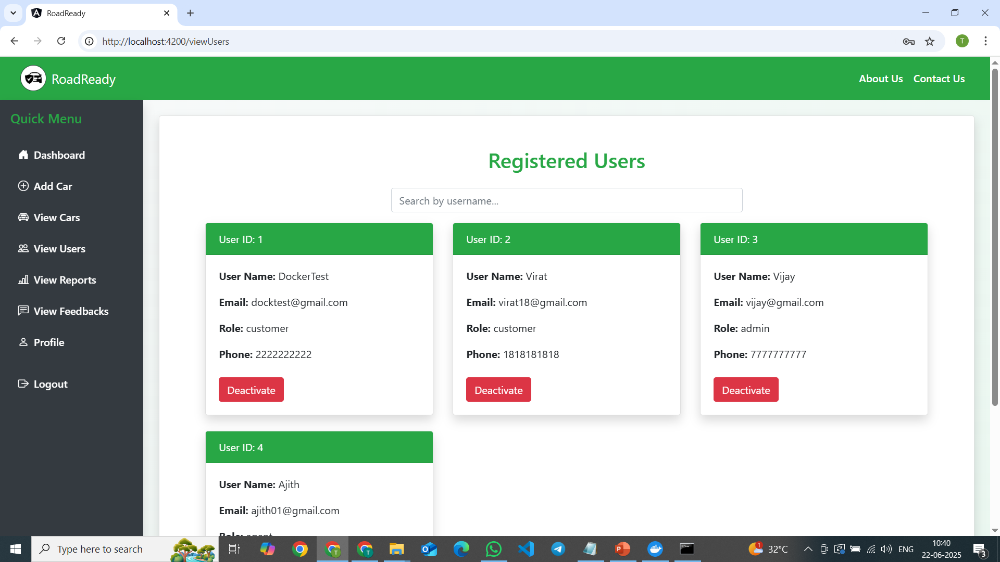 RoadReady
http://localhost:4200/viewUsers
T
RoadReady
About Us
Contact Us
Quick Menu
Dashboard
Add Car
View Cars
View Users
View Reports
View Feedbacks
Profile
Logout
Registered Users
Search by username...
User ID: 1
User Name: DockerTest
Email: docktest@gmail.com
Role: customer
Phone: 2222222222
Deactivate
User ID: 2
User Name: Virat
Email: virat18@gmail.com
Role: customer
Phone: 1818181818
Deactivate
User ID: 3
User Name: Vijay
Email: vijay@gmail.com
Role: admin
Phone: 7777777777
Deactivate
User ID: 4
User Name: Ajith
Email: ajith01@gmail.com
Role: agent
Type here to search
1
32°C
ENG
10:40
22-06-2025
3